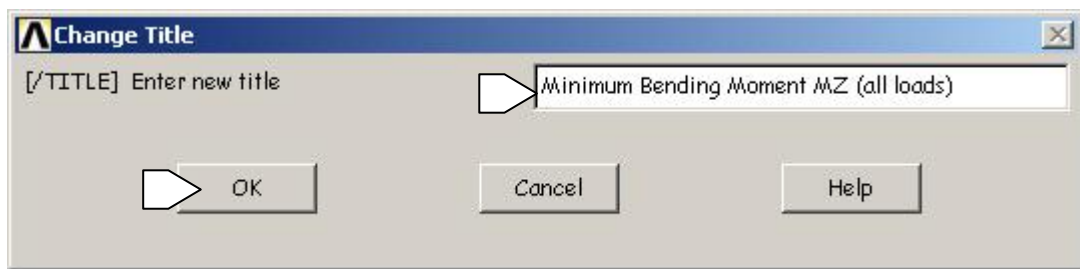 Change Title
[/TITLE] Enter new title
Minimum Bending Moment MZ (all loads)
OK Cancel Help